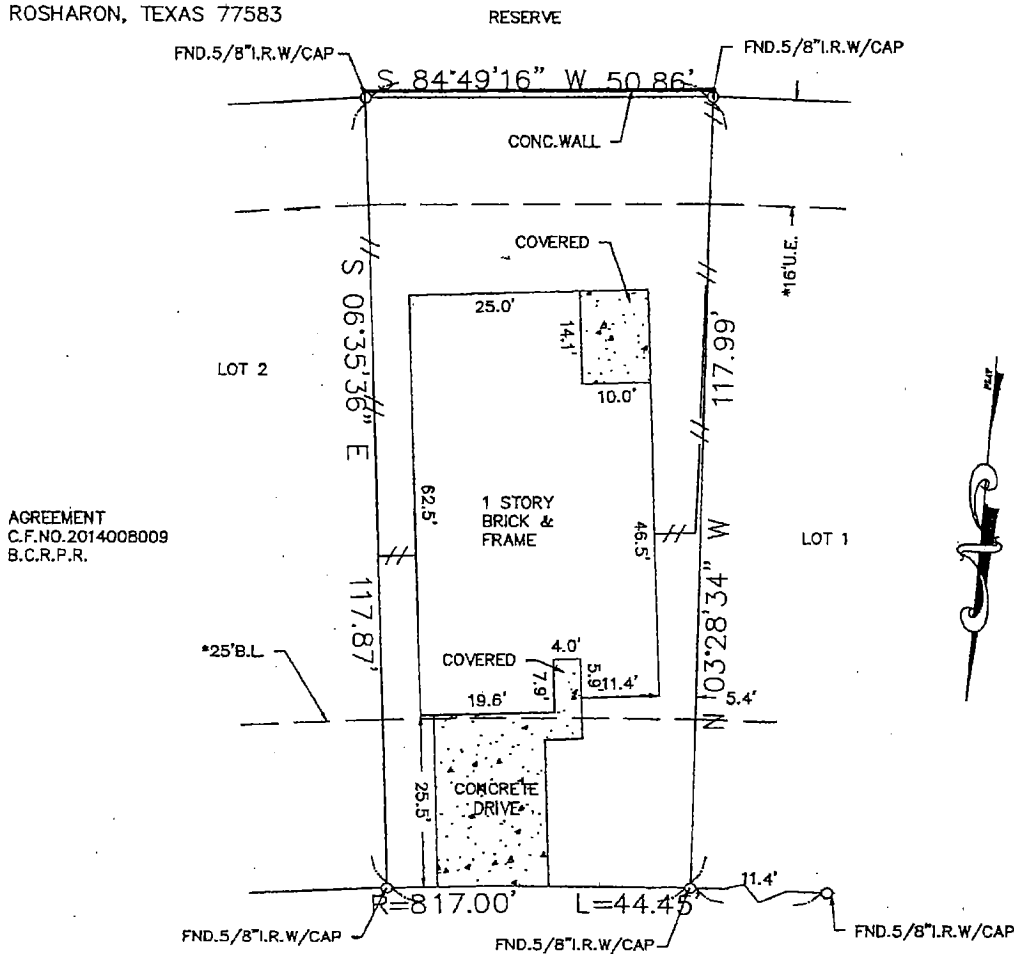 ROSHARON, TEXAS 77583
RESERVE
FND.5/8"I.R.W/CAP
FND.5/8"I.R.W/CAP
S 84°49'16" W 50.86'
CONC.WALL
*16'U.E.
COVERED
25.0'
14.1'
10.0'
S 06°35'36" E
117.99'
LOT 2
62.5'
1 STORY
BRICK &
FRAME
46.5'
LOT 1
AGREEMENT
C.F.NO.2014008009
B.C.R.P.R.
117.87'
N 03°28'34" W
*25'B.L.
COVERED
4.0'
7.9'
5.9'
11.4'
19.6'
5.4'
25.5'
CONCRETE
DRIVE
R=817.00' L=44.45'
11.4'
FND.5/8"I.R.W/CAP
FND.5/8"I.R.W/CAP
FND.5/8"I.R.W/CAP